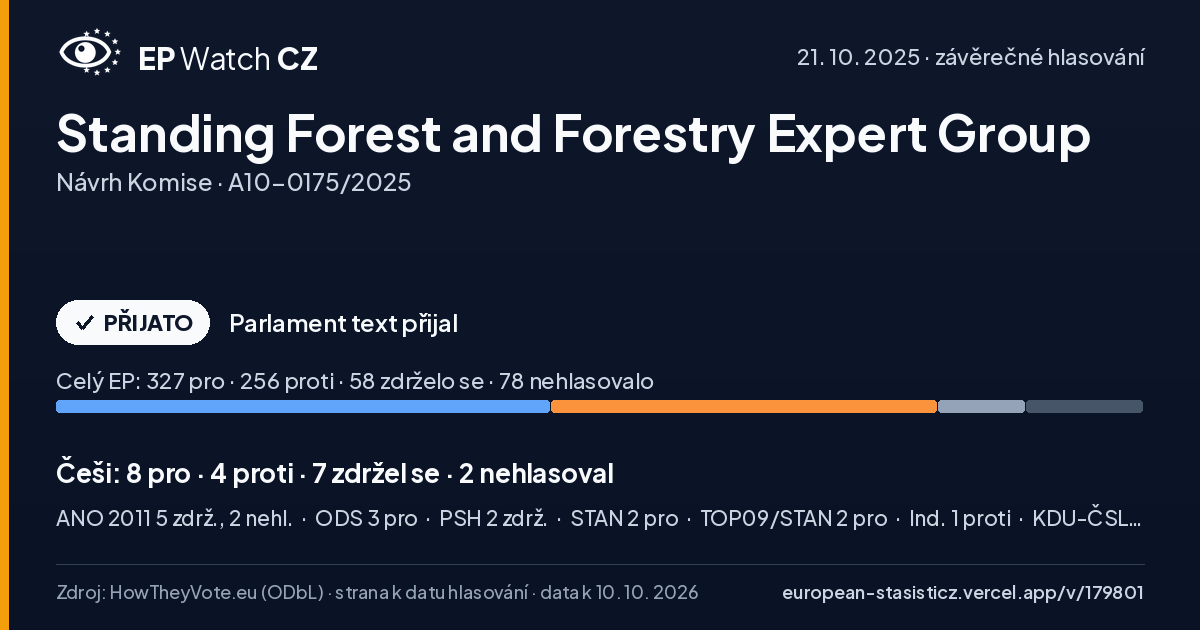 EP Watch CZ
21. 10. 2025 · závěrečné hlasování
Standing Forest and Forestry Expert Group
Návrh Komise · A10-0175/2025
✓ PŘIJATO Parlament text přijal
Celý EP: 327 pro · 256 proti · 58 zdrželo se · 78 nehlasovalo
Češi: 8 pro · 4 proti · 7 zdržel se · 2 nehlasoval
ANO 2011 5 zdrž., 2 nehl. · ODS 3 pro · PSH 2 zdrž. · STAN 2 pro · TOP09/STAN 2 pro · Ind. 1 proti · KDU-ČSL…
Zdroj: HowTheyVote.eu (ODbL) · strana k datu hlasování · data k 10. 10. 2026
european-stasisticz.vercel.app/v/179801